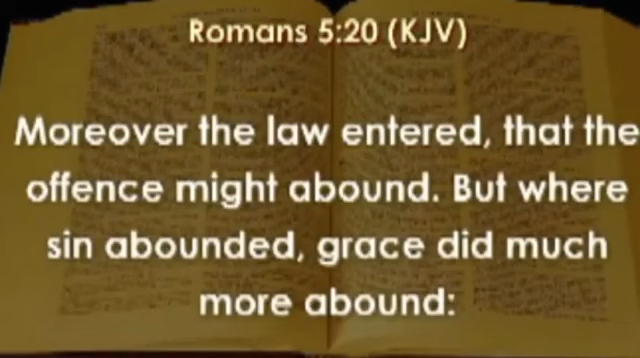 Romans 5:20 (KJV)
Moreover the law entered, that the
offence might abound. But where
sin abounded, grace did much
more abound: